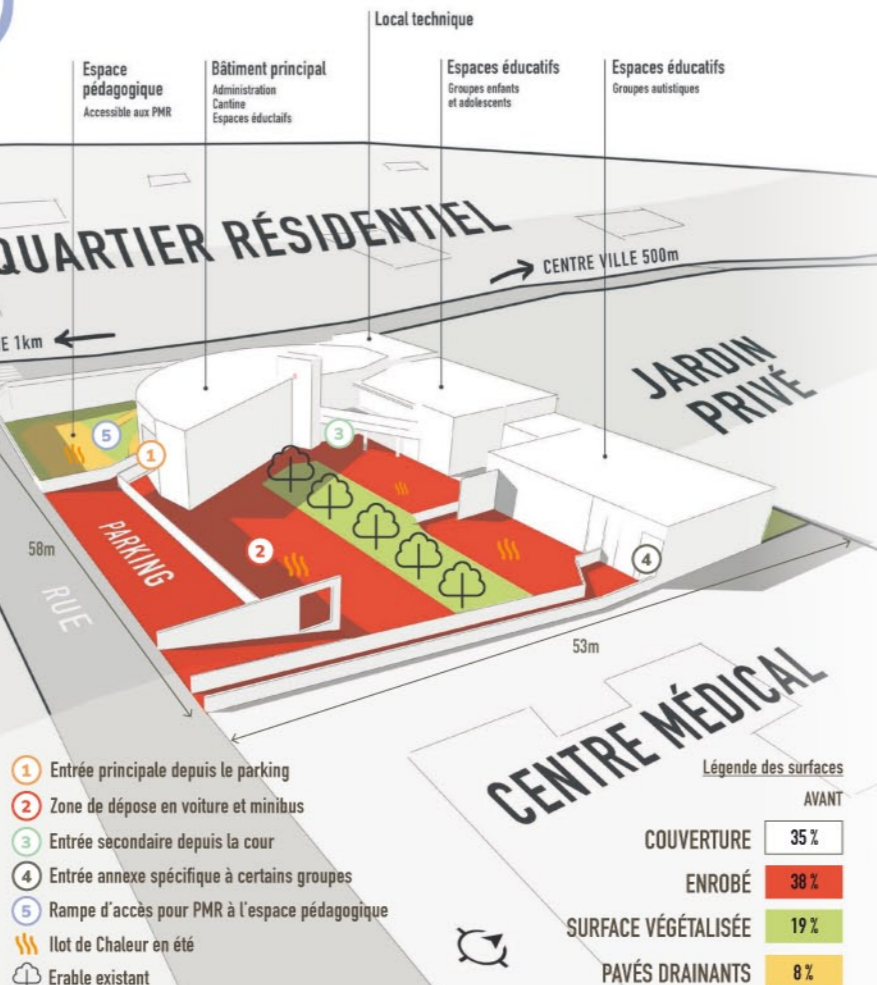 Local technique
Espace
pédagogique
Accessible aux PMR
Bâtiment principal
Administration
Cantine
Espaces éductaifs
Espaces éducatifs
Groupes enfants
et adolescents
Espaces éducatifs
Groupes autistiques
QUARTIER RÉSIDENTIEL
CENTRE VILLE 500m
1km
JARDIN
PRIVÉ
5
1
3
2
4
PARKING
58m
RUE
53m
CENTRE MÉDICAL
1 Entrée principale depuis le parking
2 Zone de dépose en voiture et minibus
3 Entrée secondaire depuis la cour
4 Entrée annexe spécifique à certains groupes
5 Rampe d'accès pour PMR à l'espace pédagogique
Ilot de Chaleur en été
Erable existant
Légende des surfaces
AVANT
COUVERTURE 35 %
ENROBÉ 38 %
SURFACE VÉGÉTALISÉE 19 %
PAVÉS DRAINANTS 8 %